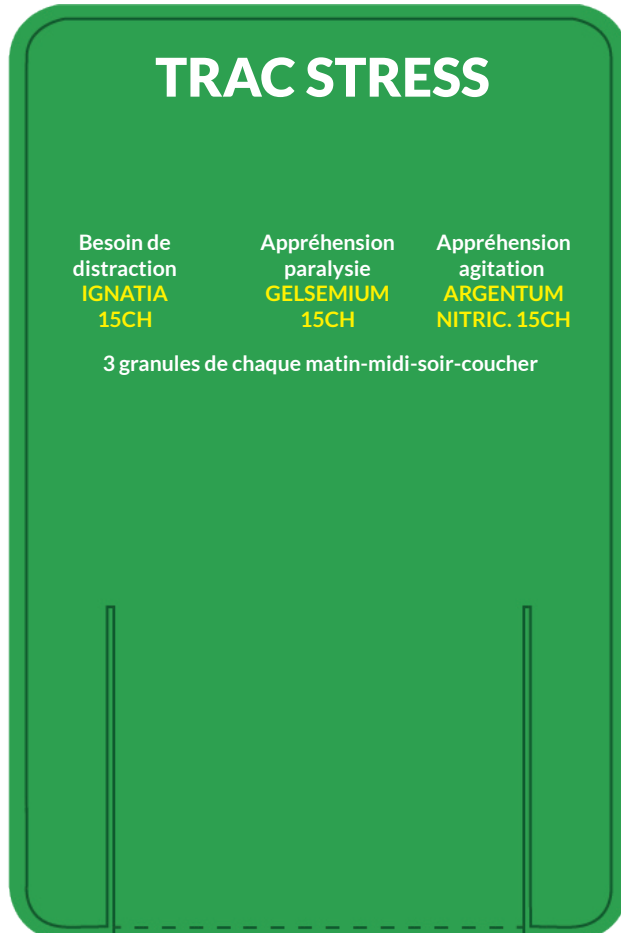 TRAC STRESS
Besoin de
distraction
IGNATIA
15CH
Appréhension
paralysie
GELSEMIUM
15CH
Appréhension
agitation
ARGENTUM
NITRIC. 15CH
3 granules de chaque matin-midi-soir-coucher